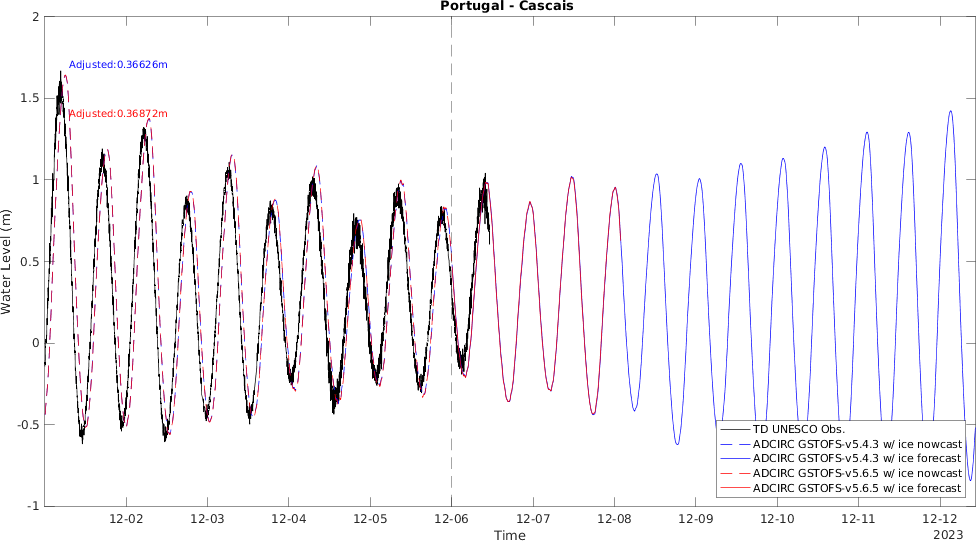 Portugal - Cascais
2
1.5
1
0.5
0
-0.5
-1
Water Level (m)
Adjusted:0.36626m
Adjusted:0.36872m
TD UNESCO Obs.
ADCIRC GSTOFS-v5.4.3 w/ ice nowcast
ADCIRC GSTOFS-v5.4.3 w/ ice forecast
ADCIRC GSTOFS-v5.6.5 w/ ice nowcast
ADCIRC GSTOFS-v5.6.5 w/ ice forecast
12-02 12-03 12-04 12-05 12-06 12-07 12-08 12-09 12-10 12-11 12-12
Time
2023